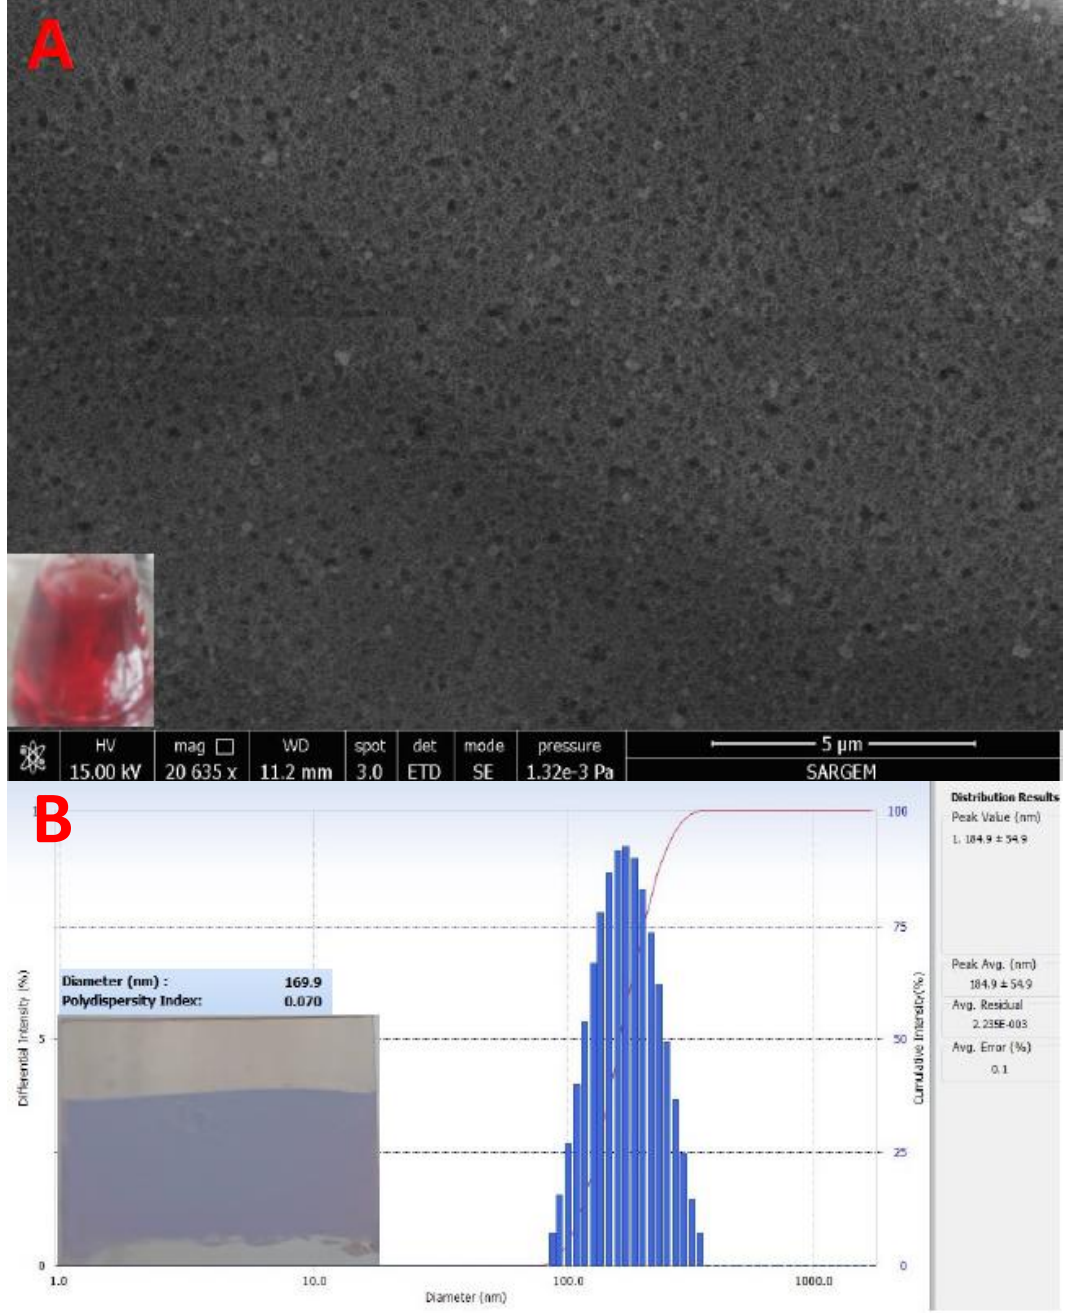 A
HV mag WD spot det mode pressure 5 µm
15.00 kV 20 635 x 11.2 mm 3.0 ETD SE 1.32e-3 Pa SARGEM
B
Distribution Results
Peak Value (nm)
1. 184.9 ± 54.9
Peak Avg. (nm)
184.9 ± 54.9
Avg. Residual
2.235E-003
Avg. Error (%)
0.1
Diameter (nm) : 169.9
Polydispersity Index: 0.070
Differential Intensity (%)
5
0
100
75
50
25
0
Cumulative Intensity(%)
1.0 10.0 100.0 1000.0
Diameter (nm)